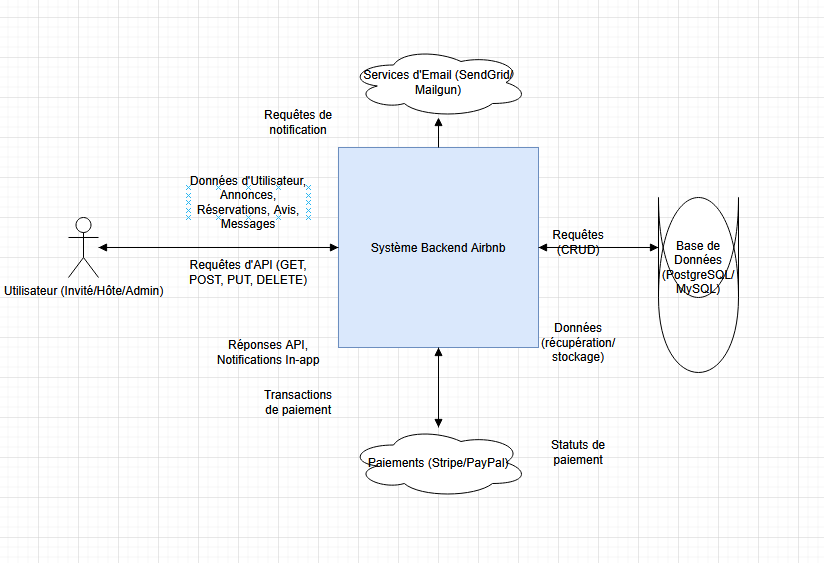 Services d'Email (SendGrid/
Mailgun)
Requêtes de
notification
Données d'Utilisateur,
Annonces,
Réservations, Avis,
Messages
Système Backend Airbnb
Requêtes
(CRUD)
Base de
Données
(PostgreSQL/
MySQL)
Requêtes d'API (GET,
POST, PUT, DELETE)
Utilisateur (Invité/Hôte/Admin)
Réponses API,
Notifications In-app
Données
(récupération/
stockage)
Transactions
de paiement
Paiements (Stripe/PayPal)
Statuts de
paiement